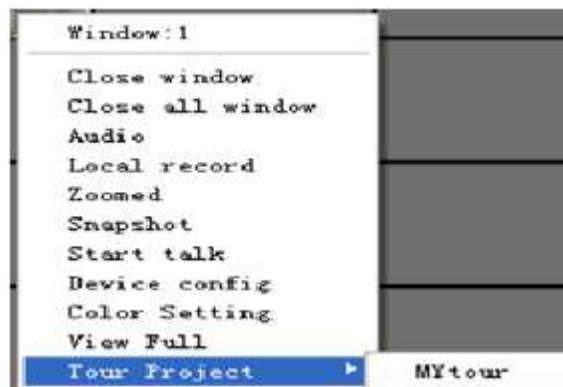 Window:1
Close window
Close all window
Audio
Local record
Zoomed
Snapshot
Start talk
Device config
Color Setting
View Full
Tour Project
MYtour